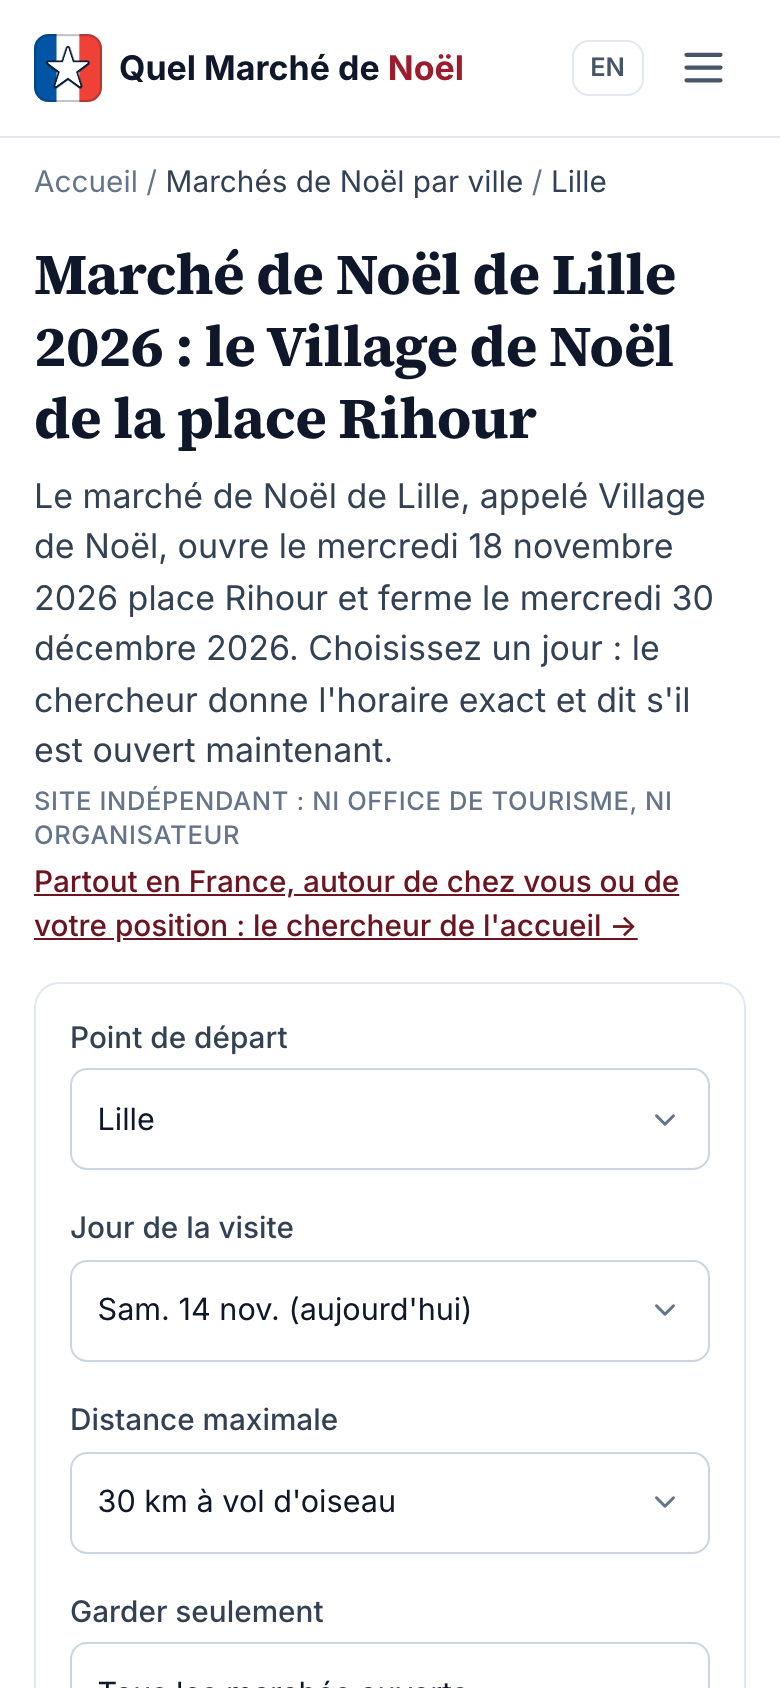 Quel Marché de Noël
EN
Accueil / Marchés de Noël par ville / Lille
Marché de Noël de Lille
2026 : le Village de Noël
de la place Rihour
Le marché de Noël de Lille, appelé Village
de Noël, ouvre le mercredi 18 novembre
2026 place Rihour et ferme le mercredi 30
décembre 2026. Choisissez un jour : le
chercheur donne l'horaire exact et dit s'il
est ouvert maintenant.
SITE INDÉPENDANT : NI OFFICE DE TOURISME, NI
ORGANISATEUR
Partout en France, autour de chez vous ou de
votre position : le chercheur de l'accueil →
Point de départ
Lille
Jour de la visite
Sam. 14 nov. (aujourd'hui)
Distance maximale
30 km à vol d'oiseau
Garder seulement
Tous les marchés ouverts